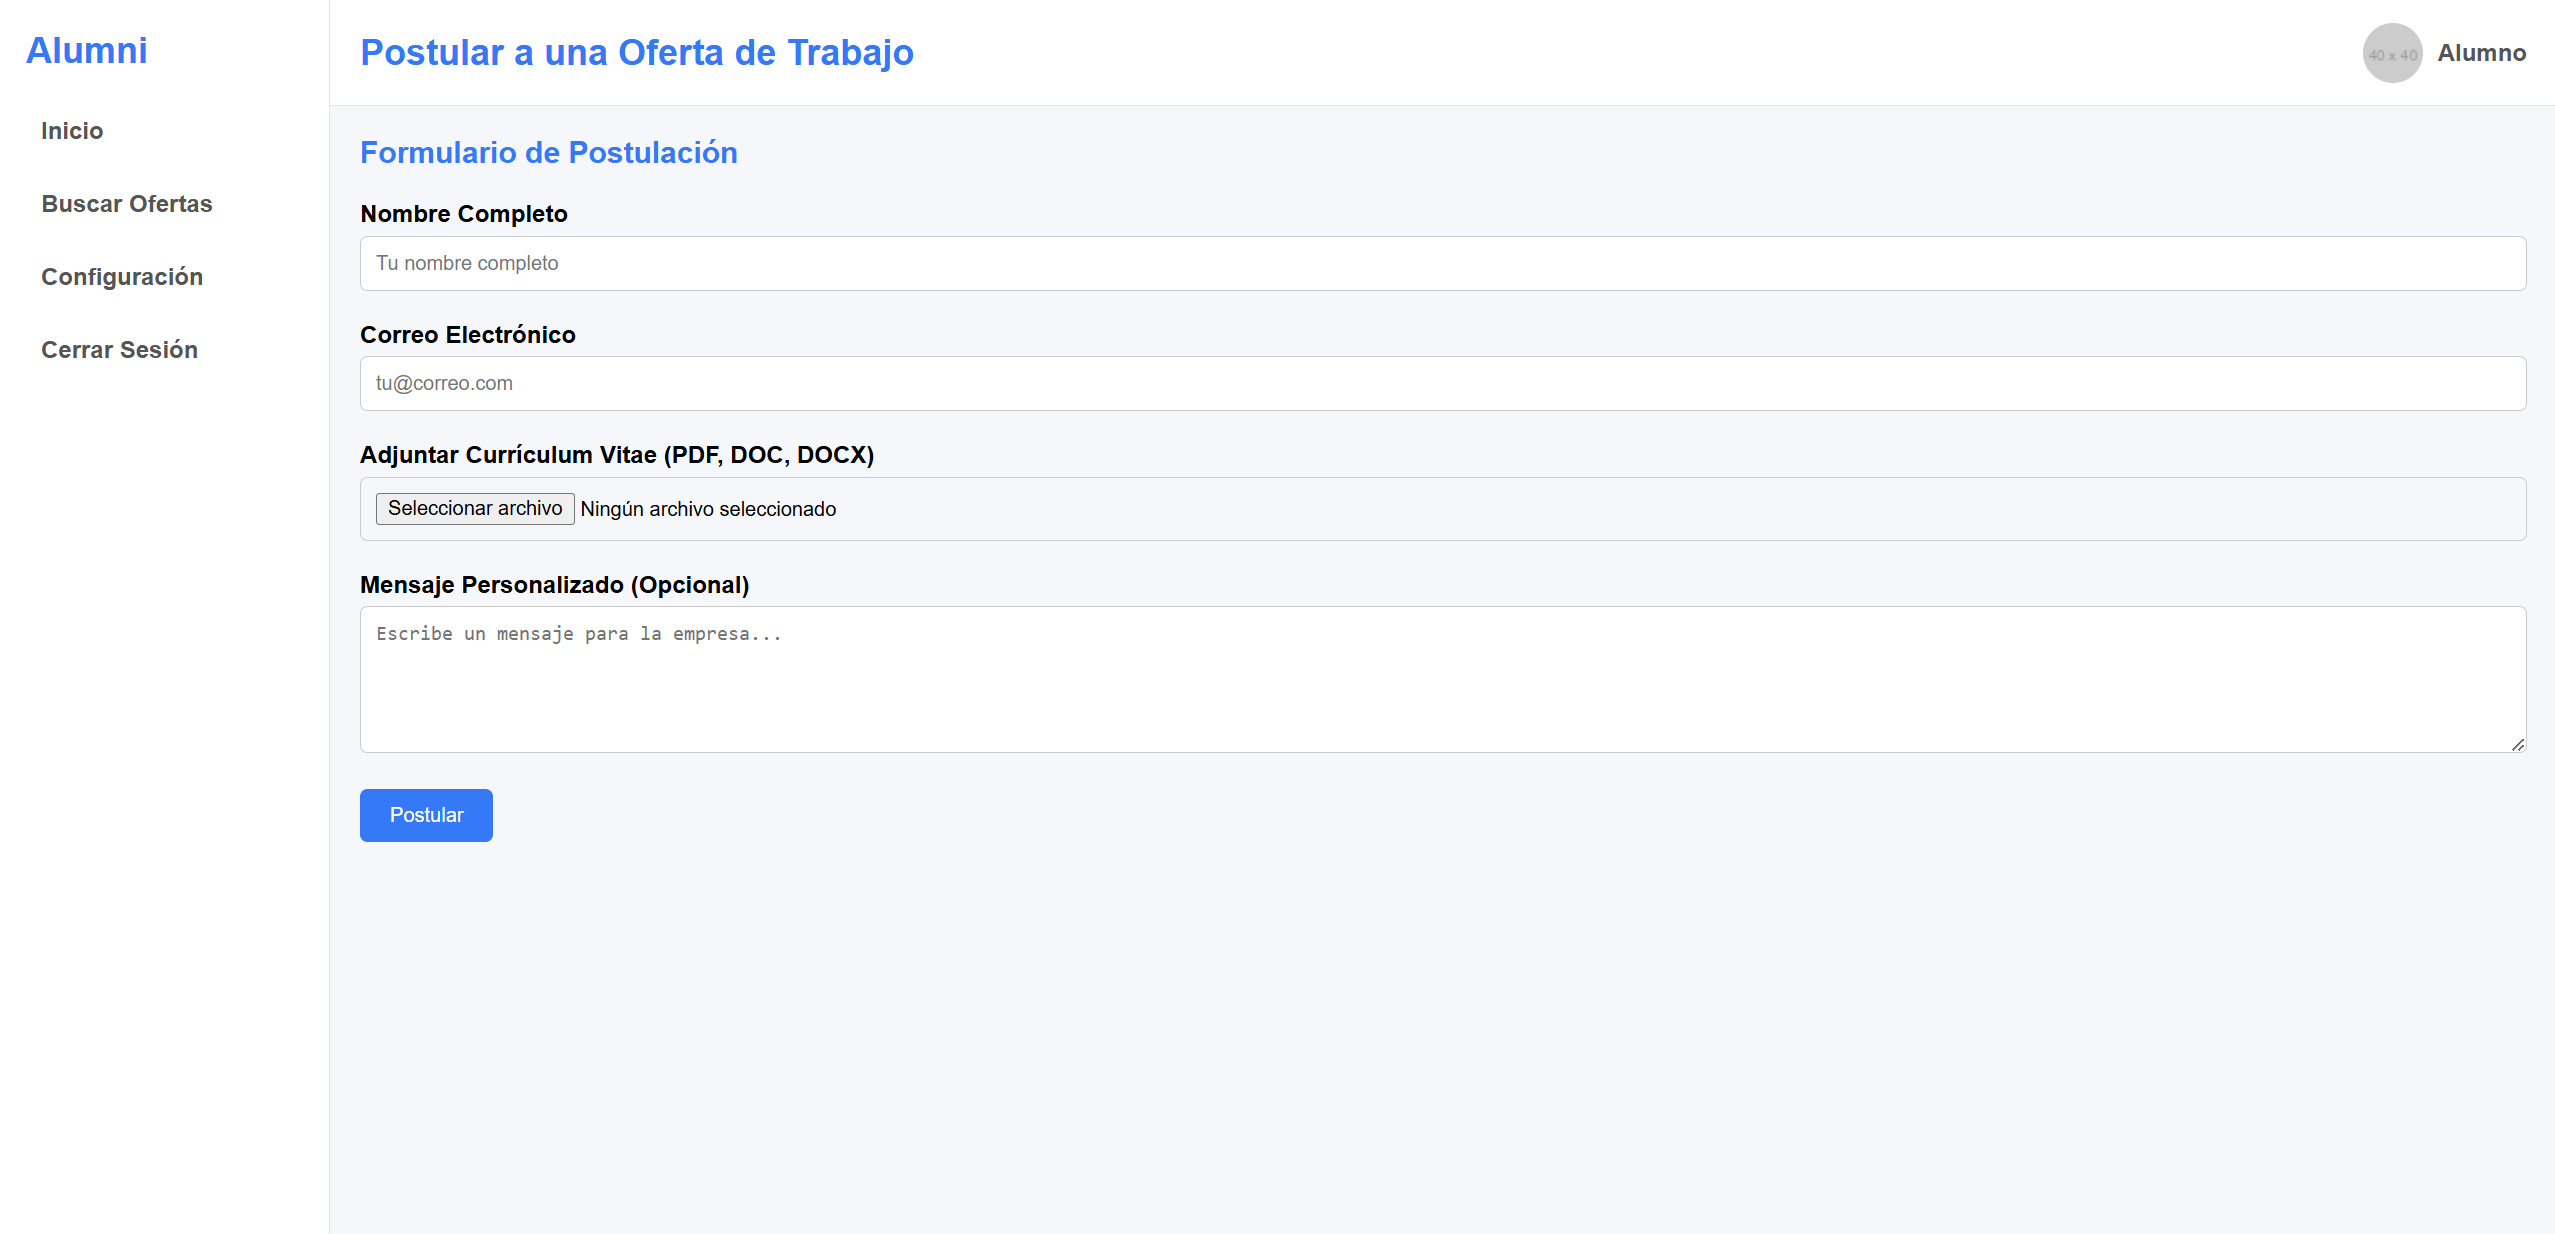 Alumni
Inicio
Buscar Ofertas
Configuración
Cerrar Sesión
Postular a una Oferta de Trabajo
40 x 40
Alumno
Formulario de Postulación
Nombre Completo
Tu nombre completo
Correo Electrónico
tu@correo.com
Adjuntar Currículum Vitae (PDF, DOC, DOCX)
Seleccionar archivo Ningún archivo seleccionado
Mensaje Personalizado (Opcional)
Escribe un mensaje para la empresa...
Postular